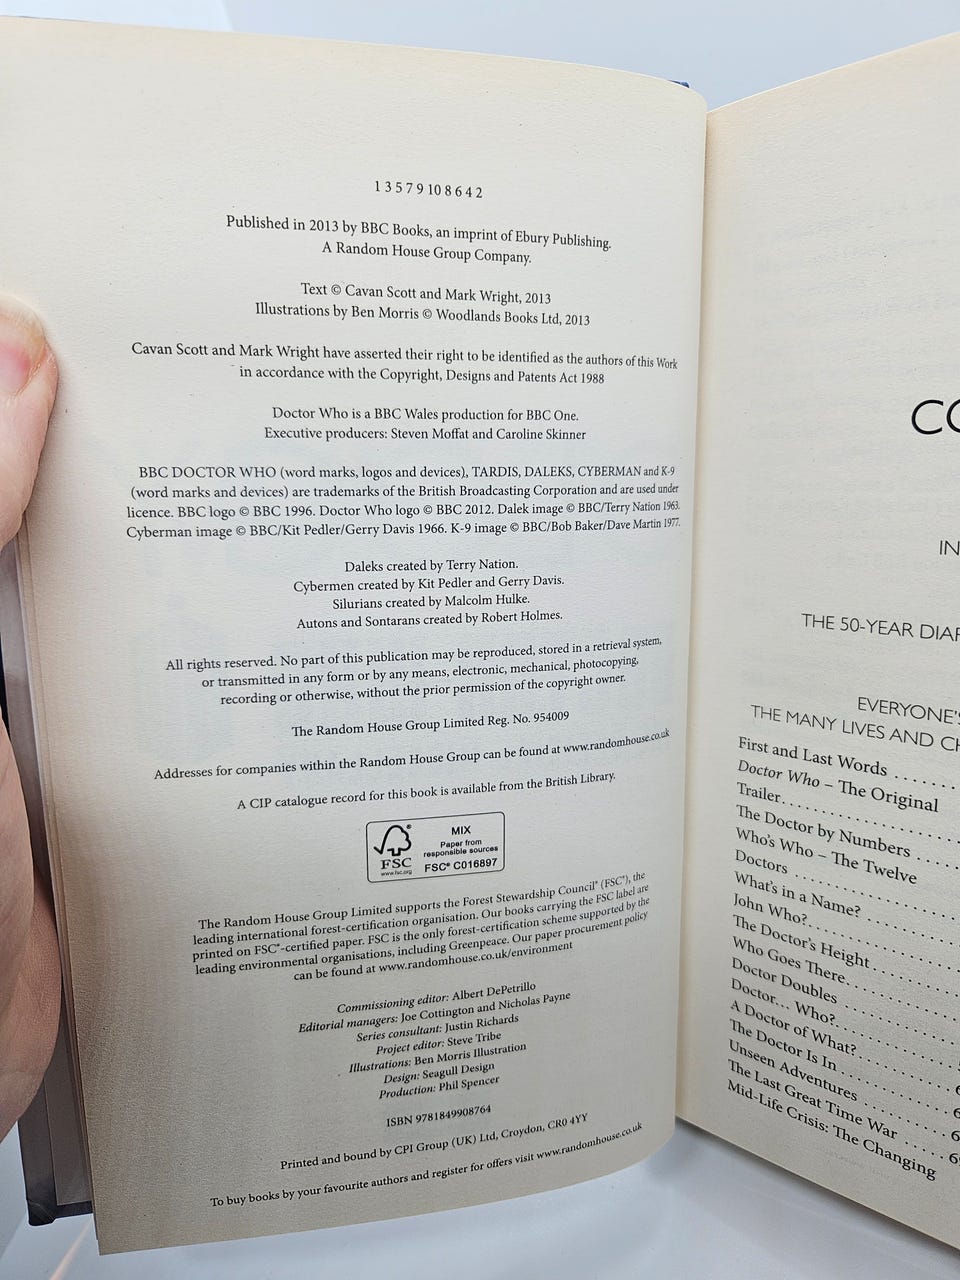 1 3 5 7 9 10 8 6 4 2
Published in 2013 by BBC Books, an imprint of Ebury Publishing.
A Random House Group Company.
Text © Cavan Scott and Mark Wright, 2013
Illustrations by Ben Morris © Woodlands Books Ltd, 2013
Cavan Scott and Mark Wright have asserted their right to be identified as the authors of this Work
in accordance with the Copyright, Designs and Patents Act 1988
Doctor Who is a BBC Wales production for BBC One.
Executive producers: Steven Moffat and Caroline Skinner
BBC DOCTOR WHO (word marks, logos and devices), TARDIS, DALEKS, CYBERMAN and K-9
(word marks and devices) are trademarks of the British Broadcasting Corporation and are used under
licence. BBC logo © BBC 1996. Doctor Who logo © BBC 2012. Dalek image © BBC/Terry Nation 1963.
Cyberman image © BBC/Kit Pedler/Gerry Davis 1966. K-9 image © BBC/Bob Baker/Dave Martin 1977.
Daleks created by Terry Nation.
Cybermen created by Kit Pedler and Gerry Davis.
Silurians created by Malcolm Hulke.
Autons and Sontarans created by Robert Holmes.
All rights reserved. No part of this publication may be reproduced, stored in a retrieval system,
or transmitted in any form or by any means, electronic, mechanical, photocopying,
recording or otherwise, without the prior permission of the copyright owner.
The Random House Group Limited Reg. No. 954009
Addresses for companies within the Random House Group can be found at www.randomhouse.co.uk
A CIP catalogue record for this book is available from the British Library.
FSC
www.fsc.org
MIX
Paper from
responsible sources
FSC® C016897
The Random House Group Limited supports the Forest Stewardship Council® (FSC®), the
leading international forest-certification organisation. Our books carrying the FSC label are
printed on FSC®-certified paper. FSC is the only forest-certification scheme supported by the
leading environmental organisations, including Greenpeace. Our paper procurement policy
can be found at www.randomhouse.co.uk/environment
Commissioning editor: Albert DePetrillo
Editorial managers: Joe Cottington and Nicholas Payne
Series consultant: Justin Richards
Project editor: Steve Tribe
Illustrations: Ben Morris Illustration
Design: Seagull Design
Production: Phil Spencer
ISBN 9781849908764
Printed and bound by CPI Group (UK) Ltd, Croydon, CR0 4YY
To buy books by your favourite authors and register for offers visit www.randomhouse.co.uk
CO
IN
THE 50-YEAR DIAR
EVERYONE'S
THE MANY LIVES AND CH
First and Last Words ........
Doctor Who – The Original
Trailer....................
The Doctor by Numbers .....
Who's Who – The Twelve
Doctors ..................
What's in a Name? ..........
John Who?.................
The Doctor's Height ........
Who Goes There............
Doctor Doubles ............
Doctor… Who?.............
A Doctor of What?..........
The Doctor Is In ........... 6
Unseen Adventures ......... 6
The Last Great Time War ..... 6
Mid-Life Crisis: The Changing